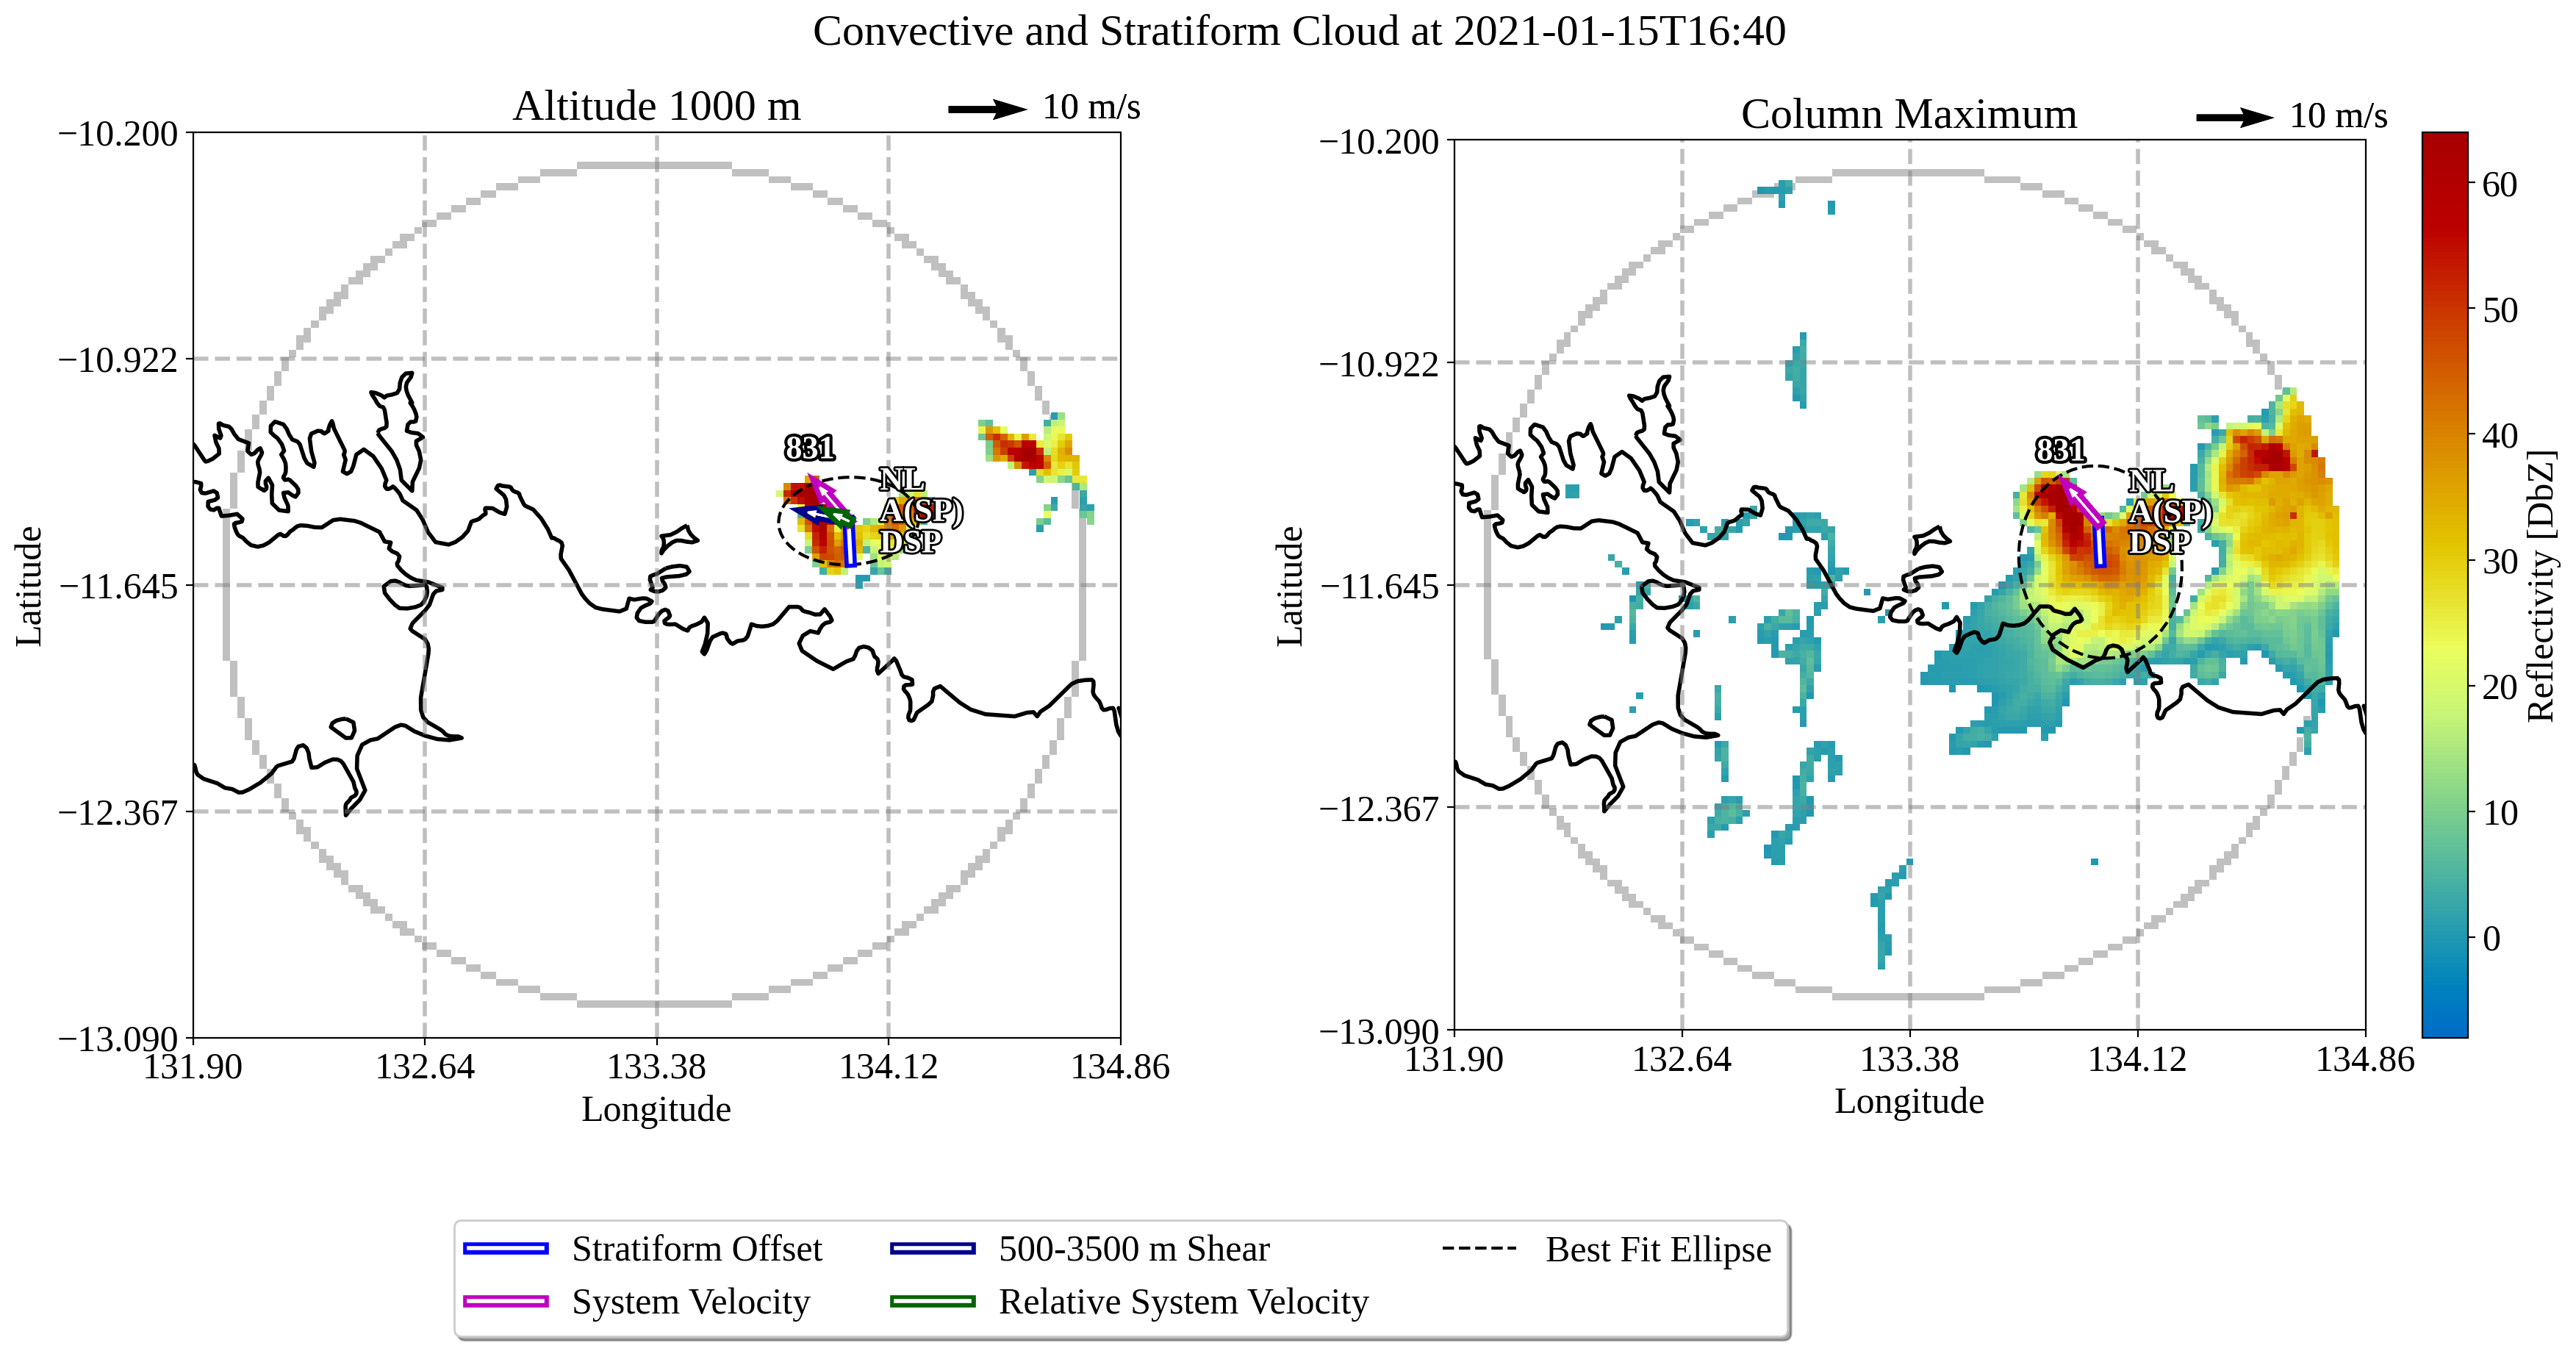 Convective and Stratiform Cloud at 2021-01-15T16:40
Altitude 1000 m
10 m/s
−10.200
−10.922
−11.645
−12.367
−13.090
Latitude
131.90
132.64
133.38
134.12
134.86
Longitude
831
NL
A(SP)
DSP
Column Maximum
10 m/s
−10.200
−10.922
−11.645
−12.367
−13.090
Latitude
131.90
132.64
133.38
134.12
134.86
Longitude
831
NL
A(SP)
DSP
60
50
40
30
20
10
0
Reflectivity [DbZ]
Stratiform Offset
System Velocity
500-3500 m Shear
Relative System Velocity
Best Fit Ellipse